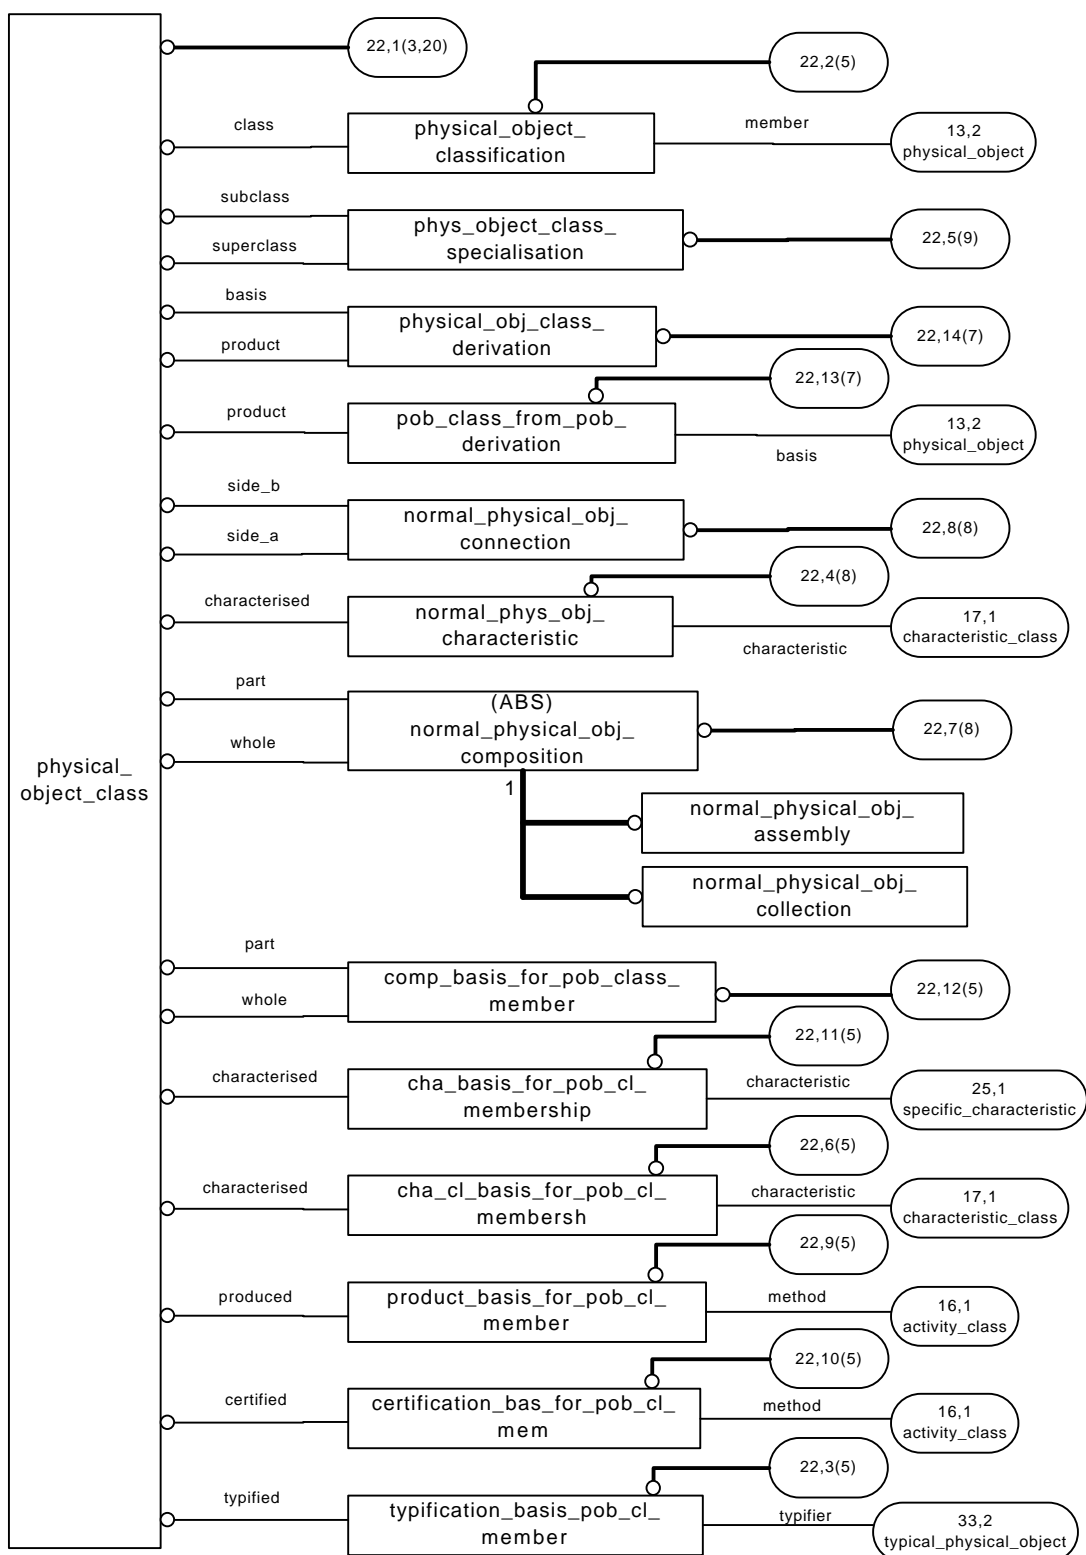 22,1(3,20)
22,2(5)
class
physical_object_
classification
member
13,2
physical_object
subclass
superclass
phys_object_class_
specialisation
22,5(9)
basis
product
physical_obj_class_
derivation
22,14(7)
22,13(7)
product
pob_class_from_pob_
derivation
basis
13,2
physical_object
side_b
side_a
normal_physical_obj_
connection
22,8(8)
22,4(8)
characterised
normal_phys_obj_
characteristic
characteristic
17,1
characteristic_class
part
whole
(ABS)
normal_physical_obj_
composition
22,7(8)
physical_
object_class
1
normal_physical_obj_
assembly
normal_physical_obj_
collection
part
whole
comp_basis_for_pob_class_
member
22,12(5)
22,11(5)
characterised
cha_basis_for_pob_cl_
membership
characteristic
25,1
specific_characteristic
22,6(5)
characterised
cha_cl_basis_for_pob_cl_
membersh
characteristic
17,1
characteristic_class
22,9(5)
produced
product_basis_for_pob_cl_
member
method
16,1
activity_class
22,10(5)
certified
certification_bas_for_pob_cl_
mem
method
16,1
activity_class
22,3(5)
typified
typification_basis_pob_cl_
member
typifier
33,2
typical_physical_object